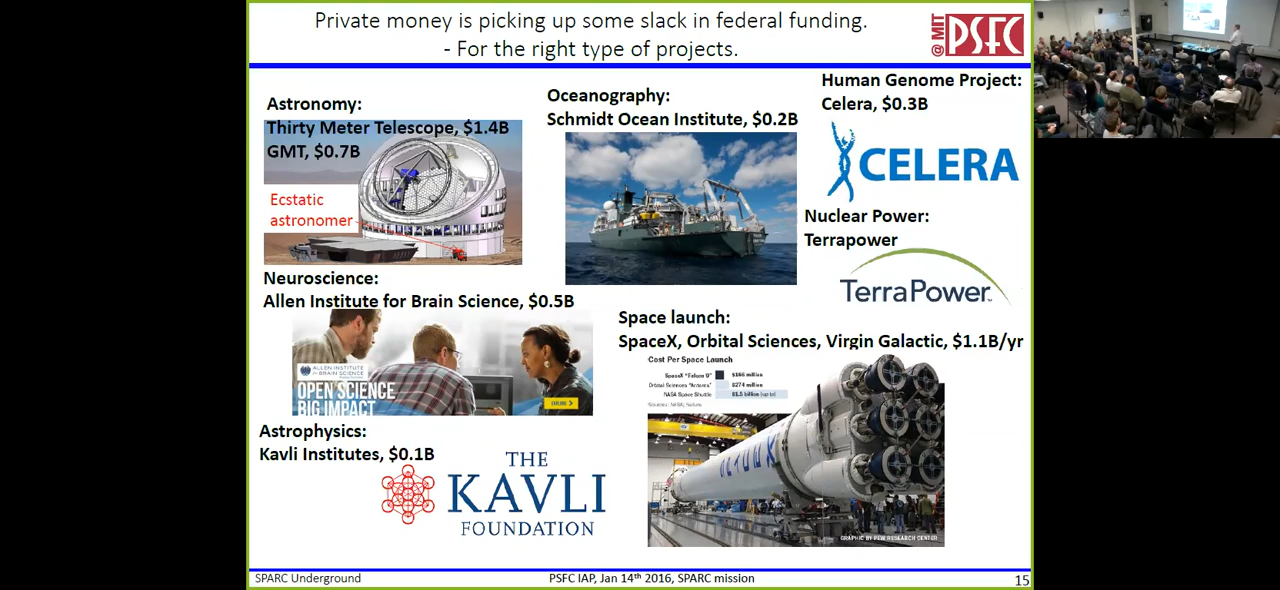 Private money is picking up some slack in federal funding.
- For the right type of projects.
@ MIT
PSFC
Astronomy:
Thirty Meter Telescope, $1.4B
GMT, $0.7B
Ecstatic
astronomer
Oceanography:
Schmidt Ocean Institute, $0.2B
Human Genome Project:
Celera, $0.3B
CELERA
Nuclear Power:
Terrapower
TerraPower
Neuroscience:
Allen Institute for Brain Science, $0.5B
ALLEN INSTITUTE
for BRAIN SCIENCE
OPEN SCIENCE
BIG IMPACT
EXPLORE
Space launch:
SpaceX, Orbital Sciences, Virgin Galactic, $1.1B/yr
Cost Per Space Launch
SpaceX "Falcon 9" $166 million
Orbital Sciences "Antares" $274 million
NASA Space Shuttle $1.5 billion (up to)
Sources: NASA; Nature
GRAPHIC BY PEW RESEARCH CENTER
Astrophysics:
Kavli Institutes, $0.1B
THE
KAVLI
FOUNDATION
SPARC Underground
PSFC IAP, Jan 14th 2016, SPARC mission
15